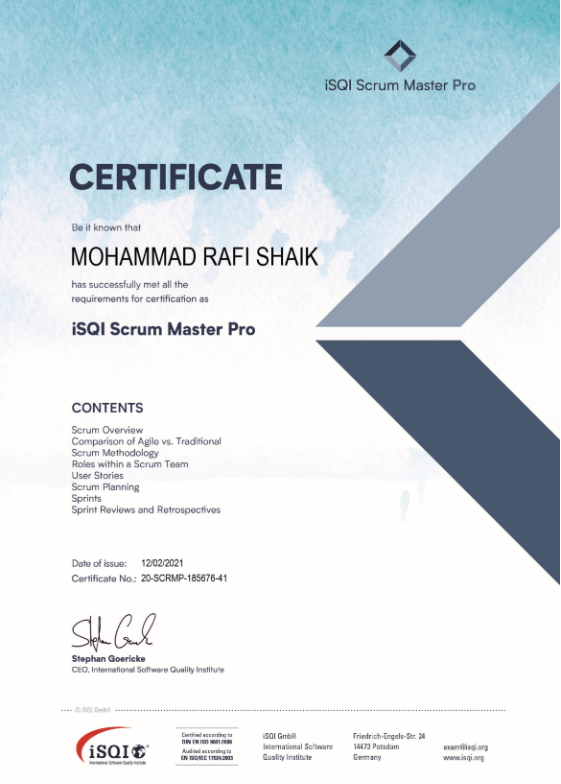 iSQI Scrum Master Pro
CERTIFICATE
Be it known that
MOHAMMAD RAFI SHAIK
has successfully met all the
requirements for certification as
iSQI Scrum Master Pro
CONTENTS
Scrum Overview
Comparison of Agile vs. Traditional
Scrum Methodology
Roles within a Scrum Team
User Stories
Scrum Planning
Sprints
Sprint Reviews and Retrospectives
Date of issue: 12/02/2021
Certificate No.: 20-SCRMP-185676-41
Stephan Goericke
CEO, International Software Quality Institute
© iSQI GmbH
iSQI
International Software Quality Institute
Certified according to
DIN EN ISO 9001:2008
Audited according to
EN ISO/IEC 17024:2003
iSQI GmbH
International Software
Quality Institute
Friedrich-Engels-Str. 24
14473 Potsdam
Germany
exam@isqi.org
www.isqi.org